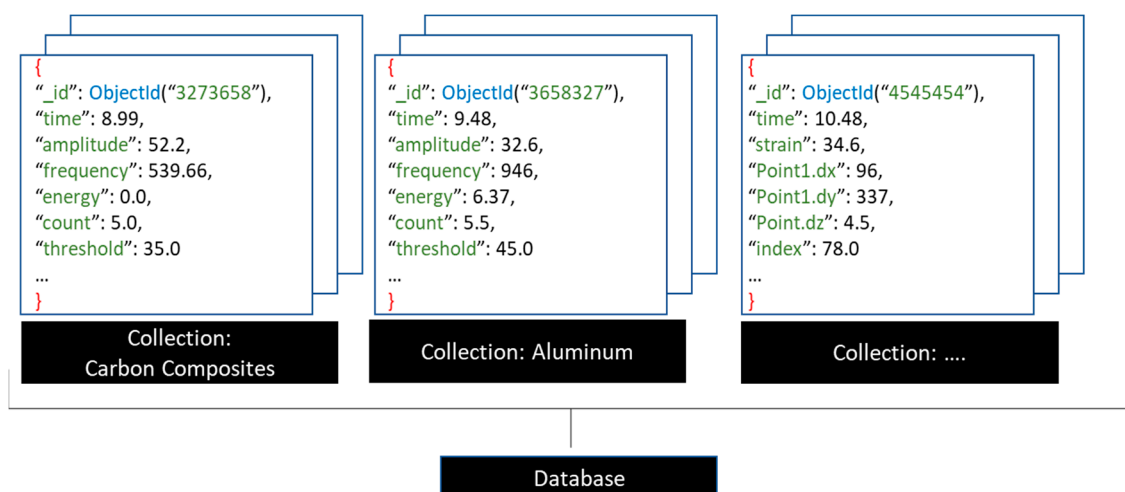 {
“_id”: ObjectId(“3273658”),
“time”: 8.99,
“amplitude”: 52.2,
“frequency”: 539.66,
“energy”: 0.0,
“count”: 5.0,
“threshold”: 35.0
...
}
Collection:
Carbon Composites
{
“_id”: ObjectId(“3658327”),
“time”: 9.48,
“amplitude”: 32.6,
“frequency”: 946,
“energy”: 6.37,
“count”: 5.5,
“threshold”: 45.0
...
}
Collection: Aluminum
{
“_id”: ObjectId(“4545454”),
“time”: 10.48,
“strain”: 34.6,
“Point1.dx”: 96,
“Point1.dy”: 337,
“Point.dz”: 4.5,
“index”: 78.0
...
}
Collection: ....
Database